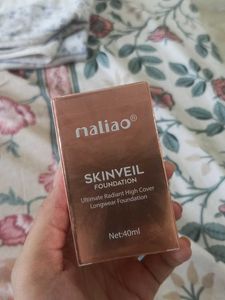 maliao®
SKINVEIL
FOUNDATION
Ultimate Radiant High Cover
Longwear Foundation
Net:40ml